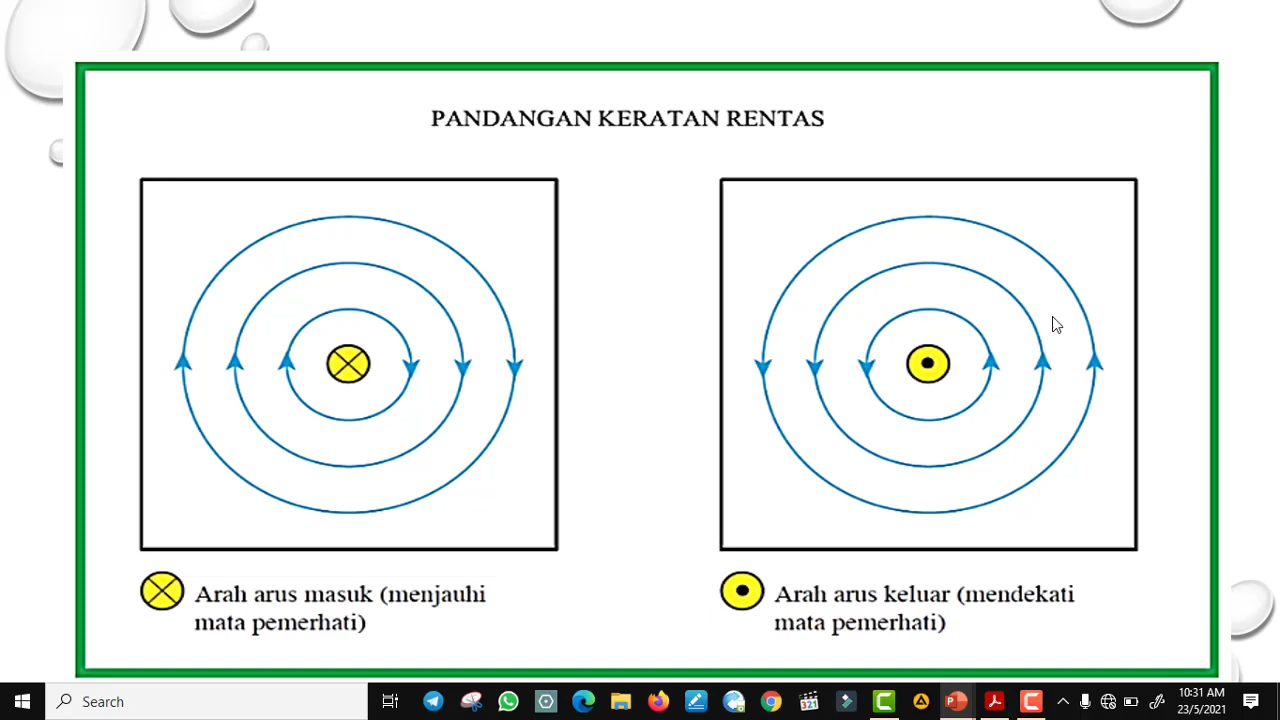 PANDANGAN KERATAN RENTAS
Arah arus masuk (menjauhi
mata pemerhati)
Arah arus keluar (mendekati
mata pemerhati)
Search
321
10:31 AM
23/5/2021